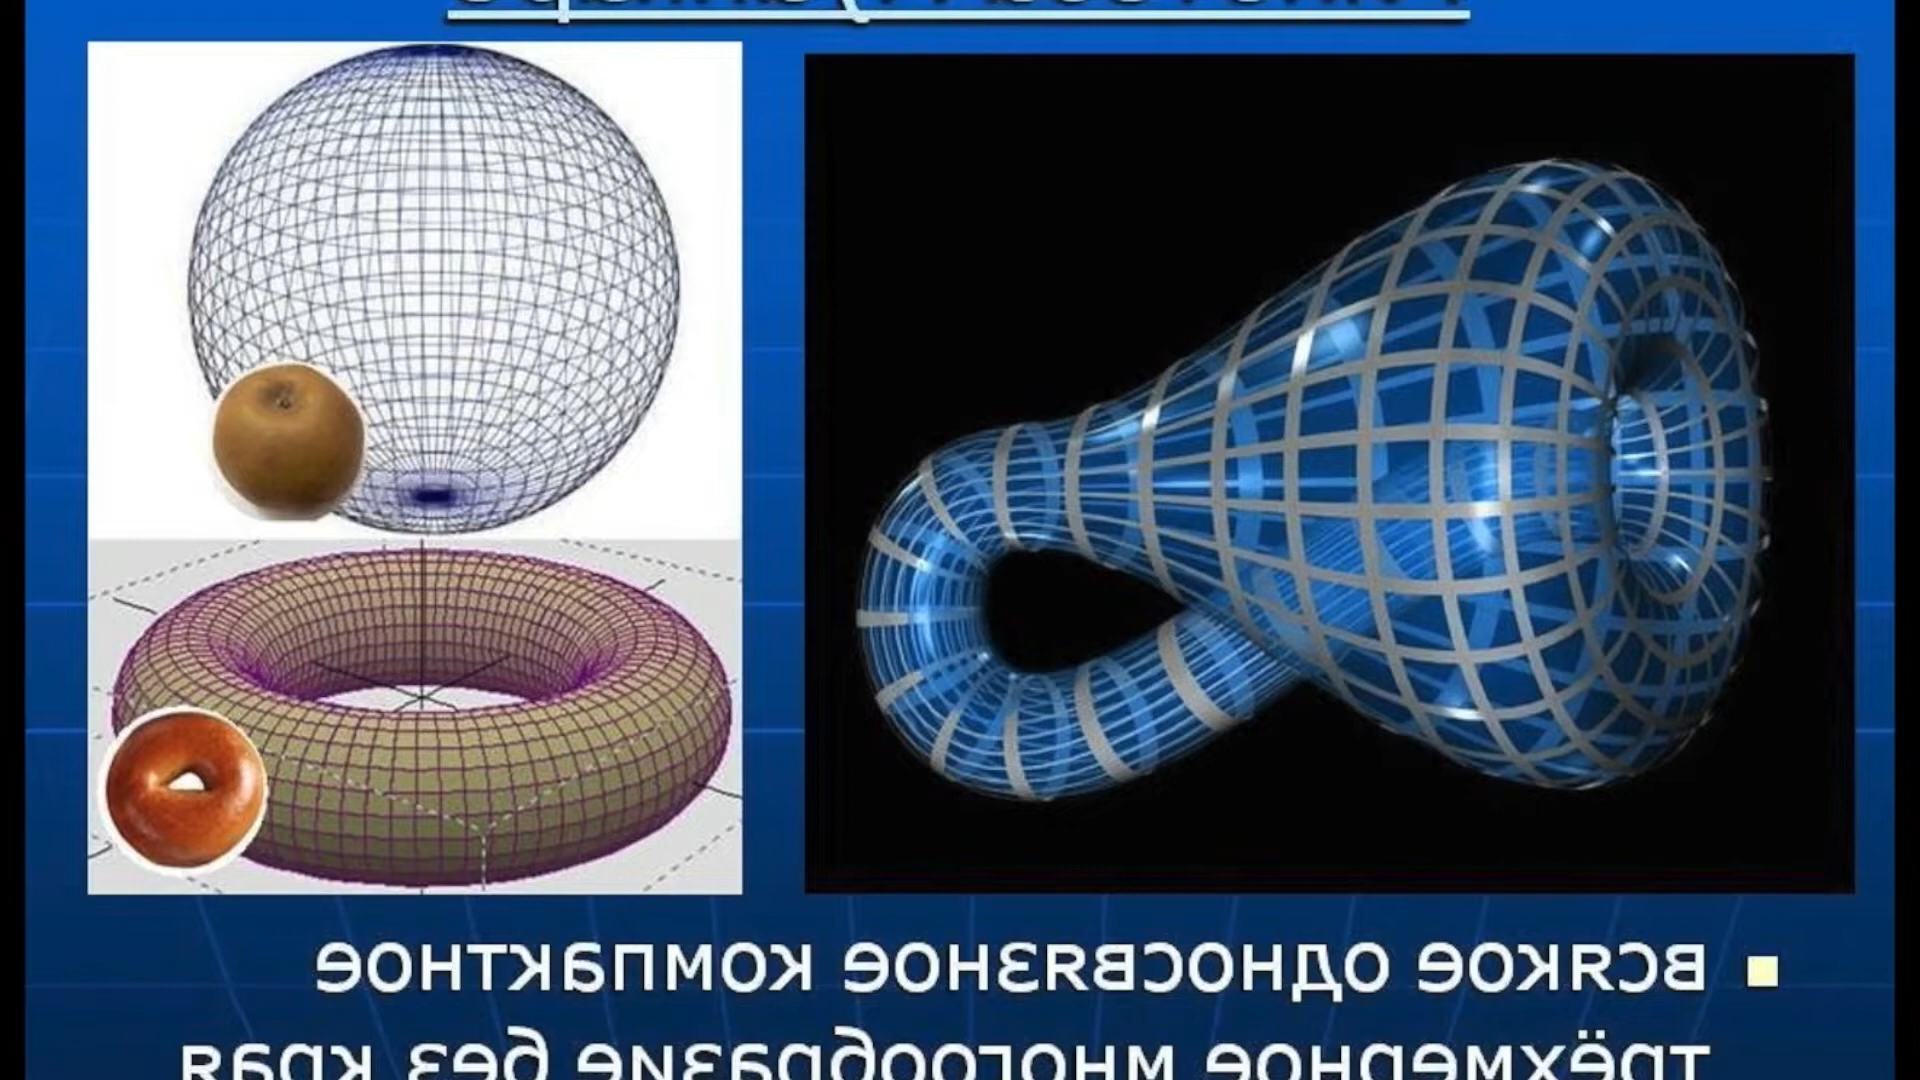 всякое односвязное компактное
трёхмерное многообразие без края